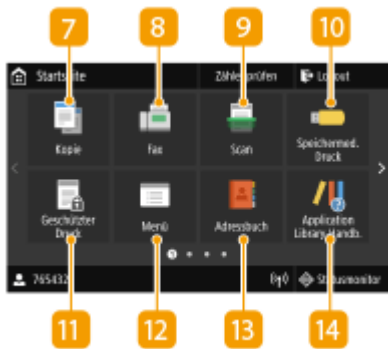 7 8 9 10
Startseite Zähler prüfen Logout
Kopie Fax Scan Speichermed. Druck
Geschützter Druck Menü Adressbuch Application Library-Handb.
765432 Statusmonitor
11 12 13 14